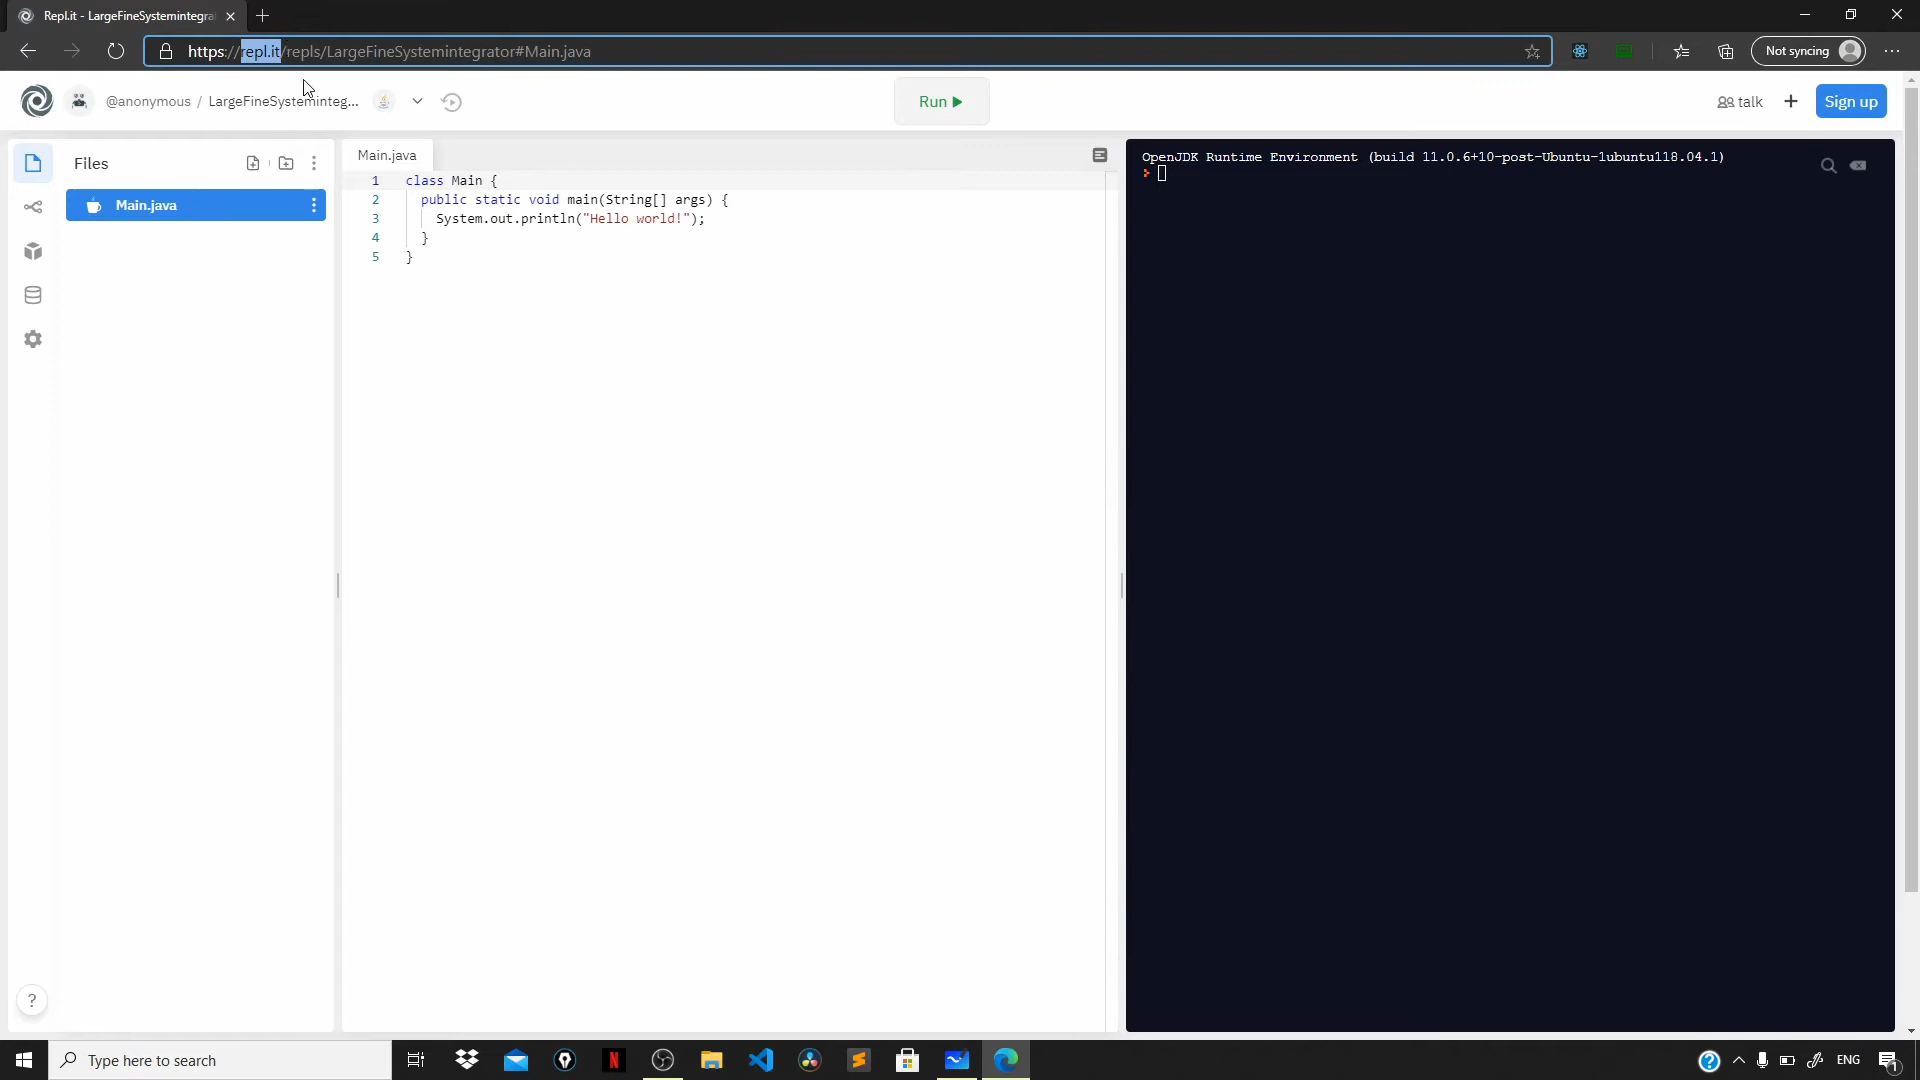 Repl.it - LargeFineSystemintegra
https://repl.it/repls/LargeFineSystemintegrator#Main.java
Not syncing
@anonymous / LargeFineSysteminteg...
Run
talk
Sign up
Files
Main.java
Main.java
1 class Main {
2 public static void main(String[] args) {
3 System.out.println("Hello world!");
4 }
5 }
OpenJDK Runtime Environment (build 11.0.6+10-post-Ubuntu-1ubuntu118.04.1)
>
?
Type here to search
N
ENG
1